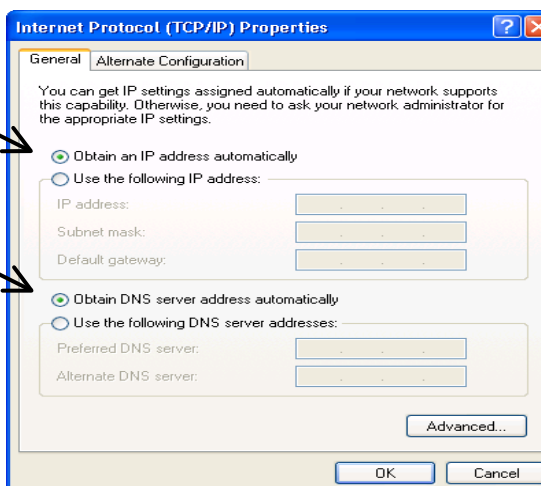 Internet Protocol (TCP/IP) Properties
General
Alternate Configuration
You can get IP settings assigned automatically if your network supports
this capability. Otherwise, you need to ask your network administrator for
the appropriate IP settings.
Obtain an IP address automatically
Use the following IP address:
IP address:
Subnet mask:
Default gateway:
Obtain DNS server address automatically
Use the following DNS server addresses:
Preferred DNS server:
Alternate DNS server:
Advanced...
OK
Cancel